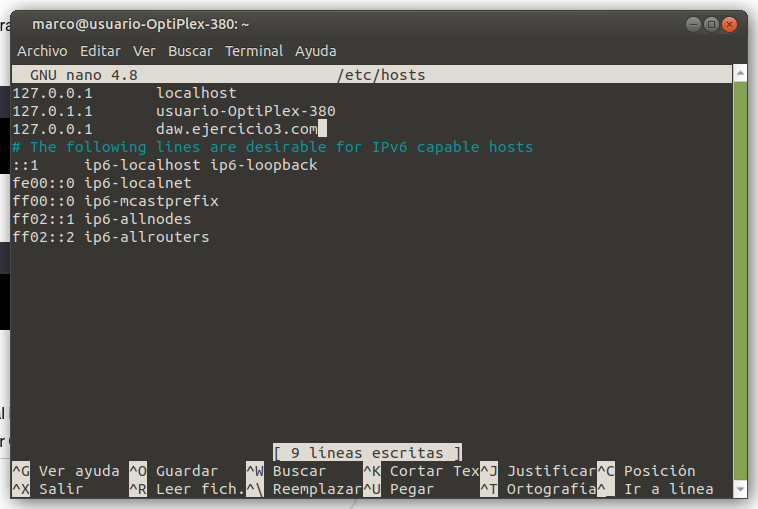 marco@usuario-OptiPlex-380: ~
Archivo Editar Ver Buscar Terminal Ayuda
GNU nano 4.8 /etc/hosts
127.0.0.1 localhost
127.0.1.1 usuario-OptiPlex-380
127.0.0.1 daw.ejercicio3.com
# The following lines are desirable for IPv6 capable hosts
::1 ip6-localhost ip6-loopback
fe00::0 ip6-localnet
ff00::0 ip6-mcastprefix
ff02::1 ip6-allnodes
ff02::2 ip6-allrouters
[ 9 líneas escritas ]
^G Ver ayuda ^O Guardar ^W Buscar ^K Cortar Tex^J Justificar^C Posición
^X Salir ^R Leer fich.^\ Reemplazar^U Pegar ^T Ortografía^_ Ir a línea